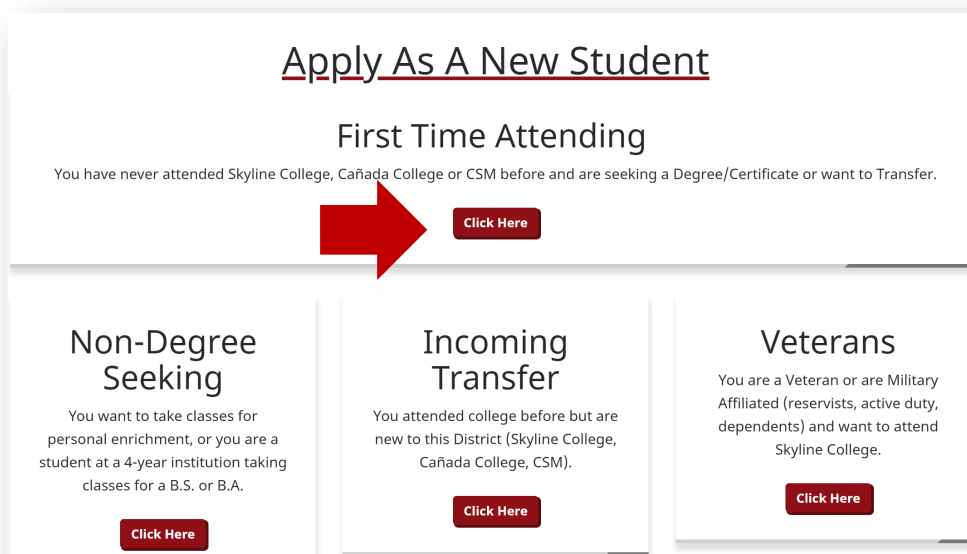 Apply As A New Student
First Time Attending
You have never attended Skyline College, Cañada College or CSM before and are seeking a Degree/Certificate or want to Transfer.
Click Here
Non-Degree
Seeking
You want to take classes for
personal enrichment, or you are a
student at a 4-year institution taking
classes for a B.S. or B.A.
Click Here
Incoming
Transfer
You attended college before but are
new to this District (Skyline College,
Cañada College, CSM).
Click Here
Veterans
You are a Veteran or are Military
Affiliated (reservists, active duty,
dependents) and want to attend
Skyline College.
Click Here